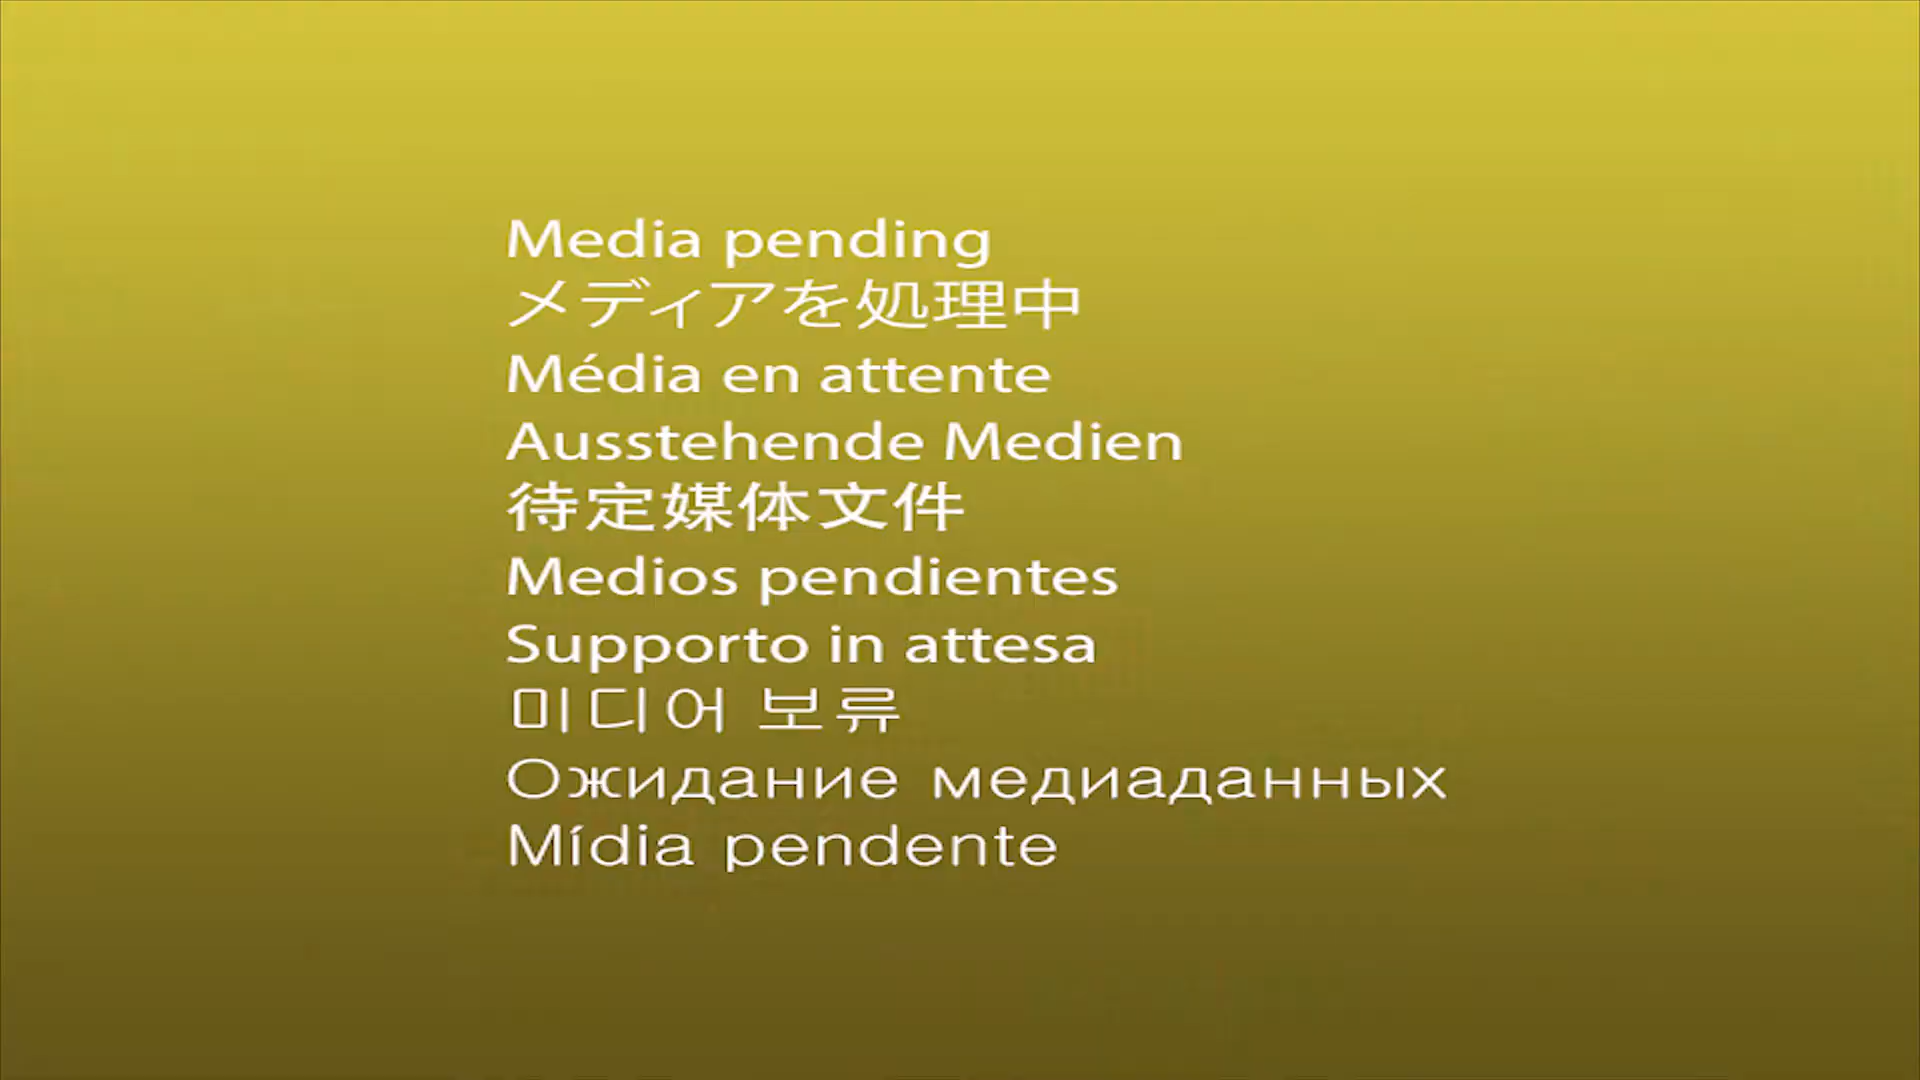 Media pending
メディアを処理中
Média en attente
Ausstehende Medien
待定媒体文件
Medios pendientes
Supporto in attesa
미디어 보류
Ожидание медиаданных
Mídia pendente